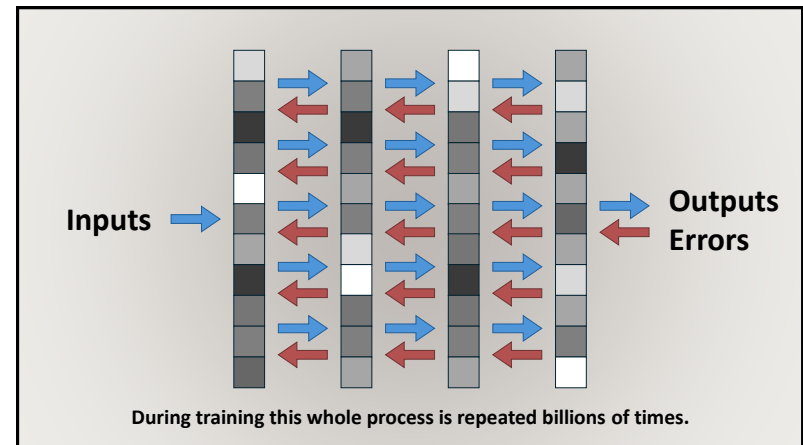 Inputs
Outputs
Errors
During training this whole process is repeated billions of times.